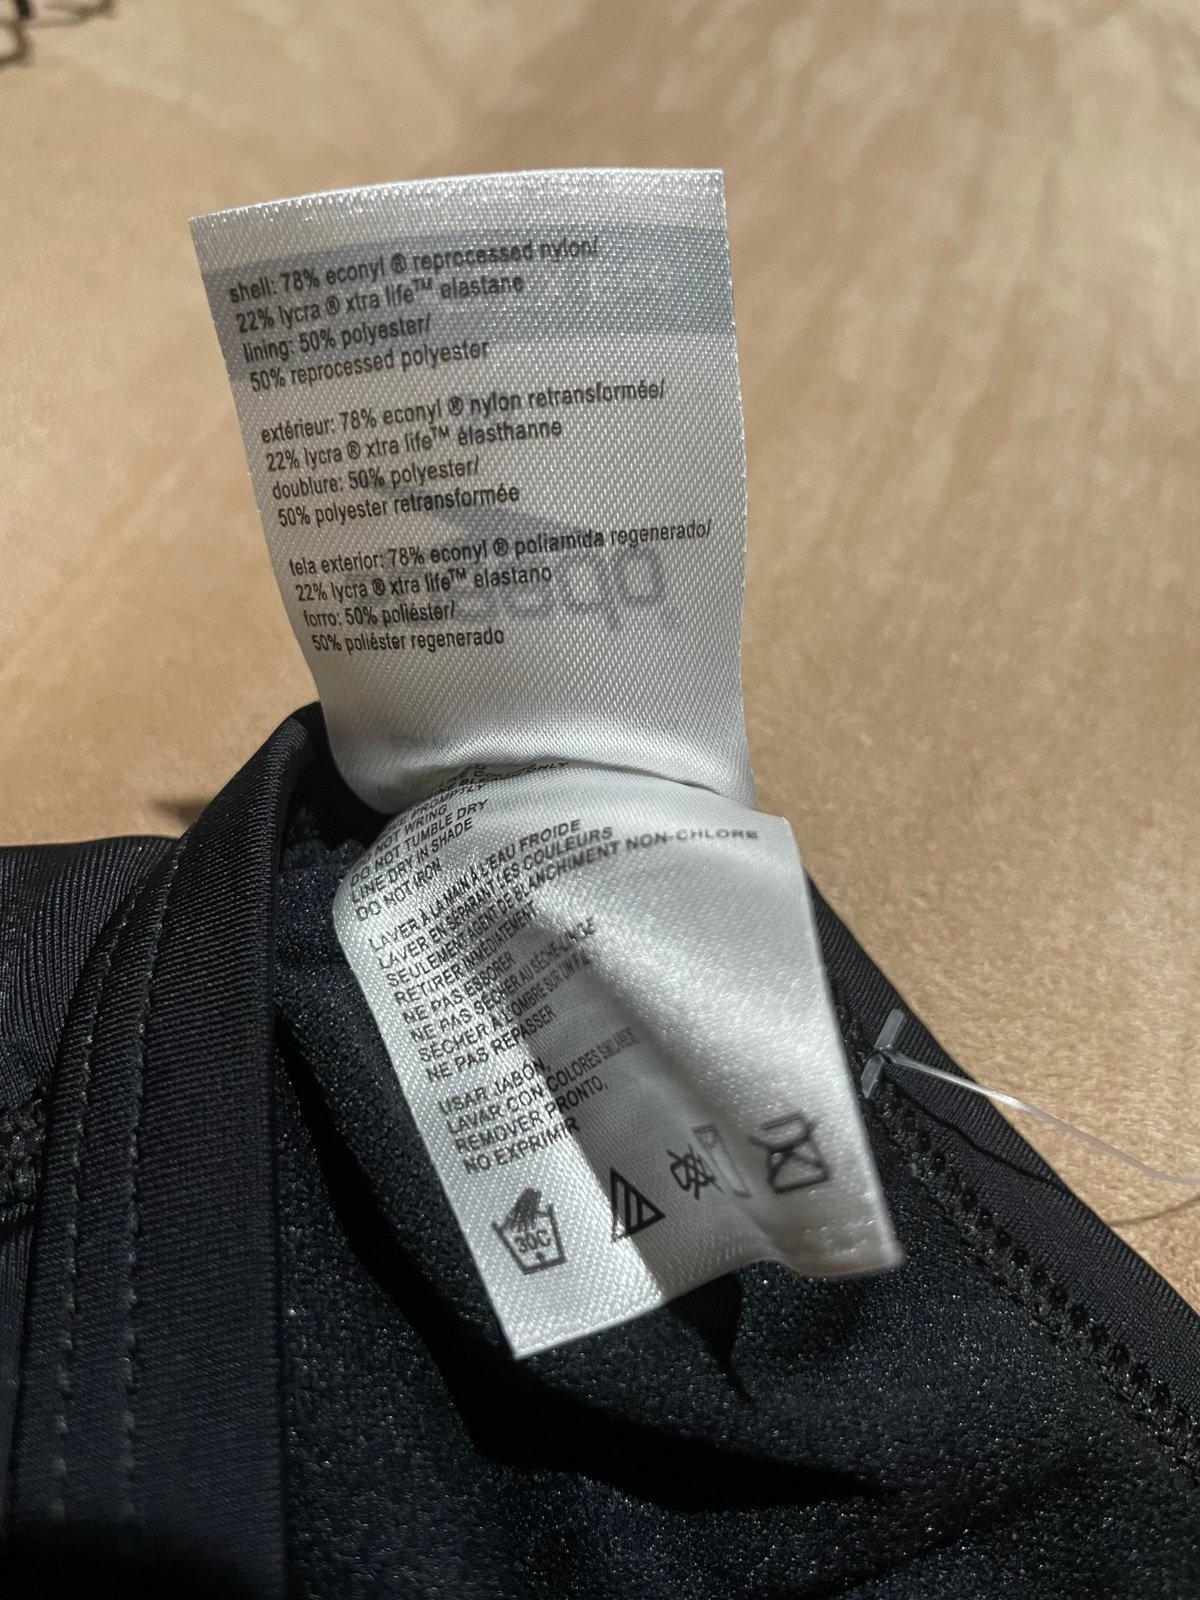 shell: 78% econyl ® reprocessed nylon/
22% lycra ® xtra life™ elastane
lining: 50% polyester/
50% reprocessed polyester
extérieur: 78% econyl ® nylon retransformée/
22% lycra ® xtra life™ élasthanne
doublure: 50% polyester/
50% polyester retransformée
tela exterior: 78% econyl ® poliamida regenerado/
22% lycra ® xtra life™ elastano
forro: 50% poliéster/
50% poliéster regenerado
ONLY
PROMPTLY
NOT WRING
DO NOT TUMBLE DRY
LINE DRY IN SHADE
DO NOT IRON
LAVER À LA MAIN À L'EAU FROIDE
LAVER EN SÉPARANT LES COULEURS
SEULEMENT AGENT DE BLANCHIMENT NON-CHLORE
RETIRER IMMÉDIATEMENT
NE PAS ESSORER
NE PAS SÉCHER AU SÈCHE-LINGE
SÉCHER À L'OMBRE SUR UN
NE PAS REPASSER
USAR JABÓN,
LAVAR CON COLORES
REMOVER PRONTO,
NO EXPRIMIR
30C